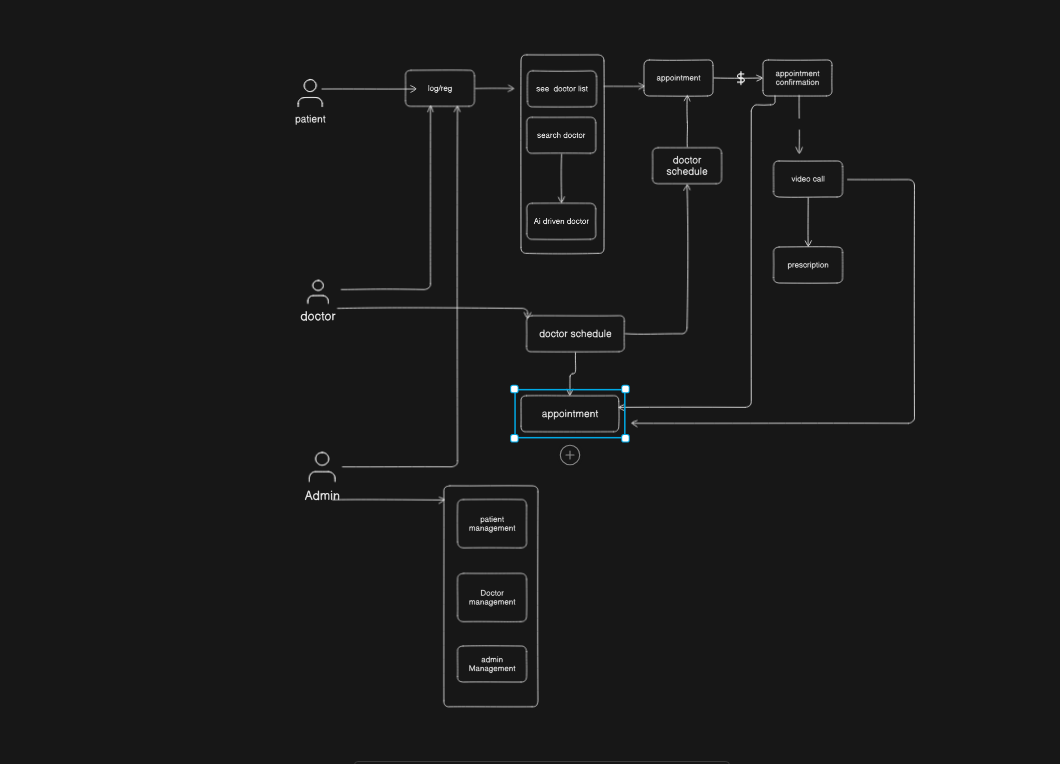 patient
log/reg
see doctor list
search doctor
Ai driven doctor
appointment
$
appointment
confirmation
doctor
schedule
video call
prescription
doctor
doctor schedule
appointment
Admin
patient
management
Doctor
management
admin
Management